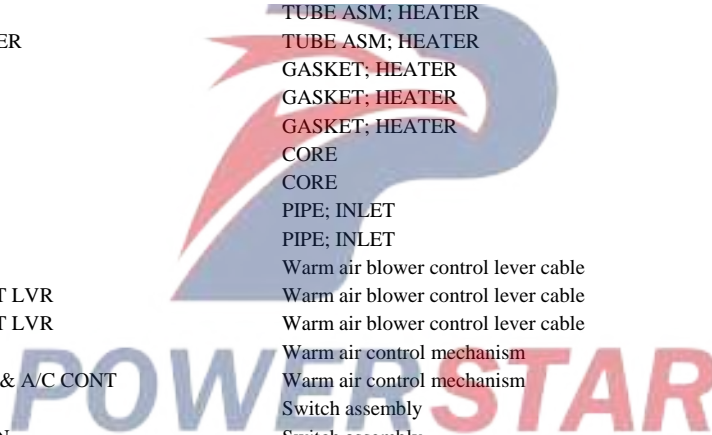 TUBE ASM; HEATER
ER TUBE ASM; HEATER
GASKET; HEATER
GASKET; HEATER
GASKET; HEATER
CORE
CORE
PIPE; INLET
PIPE; INLET
Warm air blower control lever cable
T LVR Warm air blower control lever cable
T LVR Warm air blower control lever cable
Warm air control mechanism
& A/C CONT Warm air control mechanism
Switch assembly
N Switch assembly
POWERSTAR